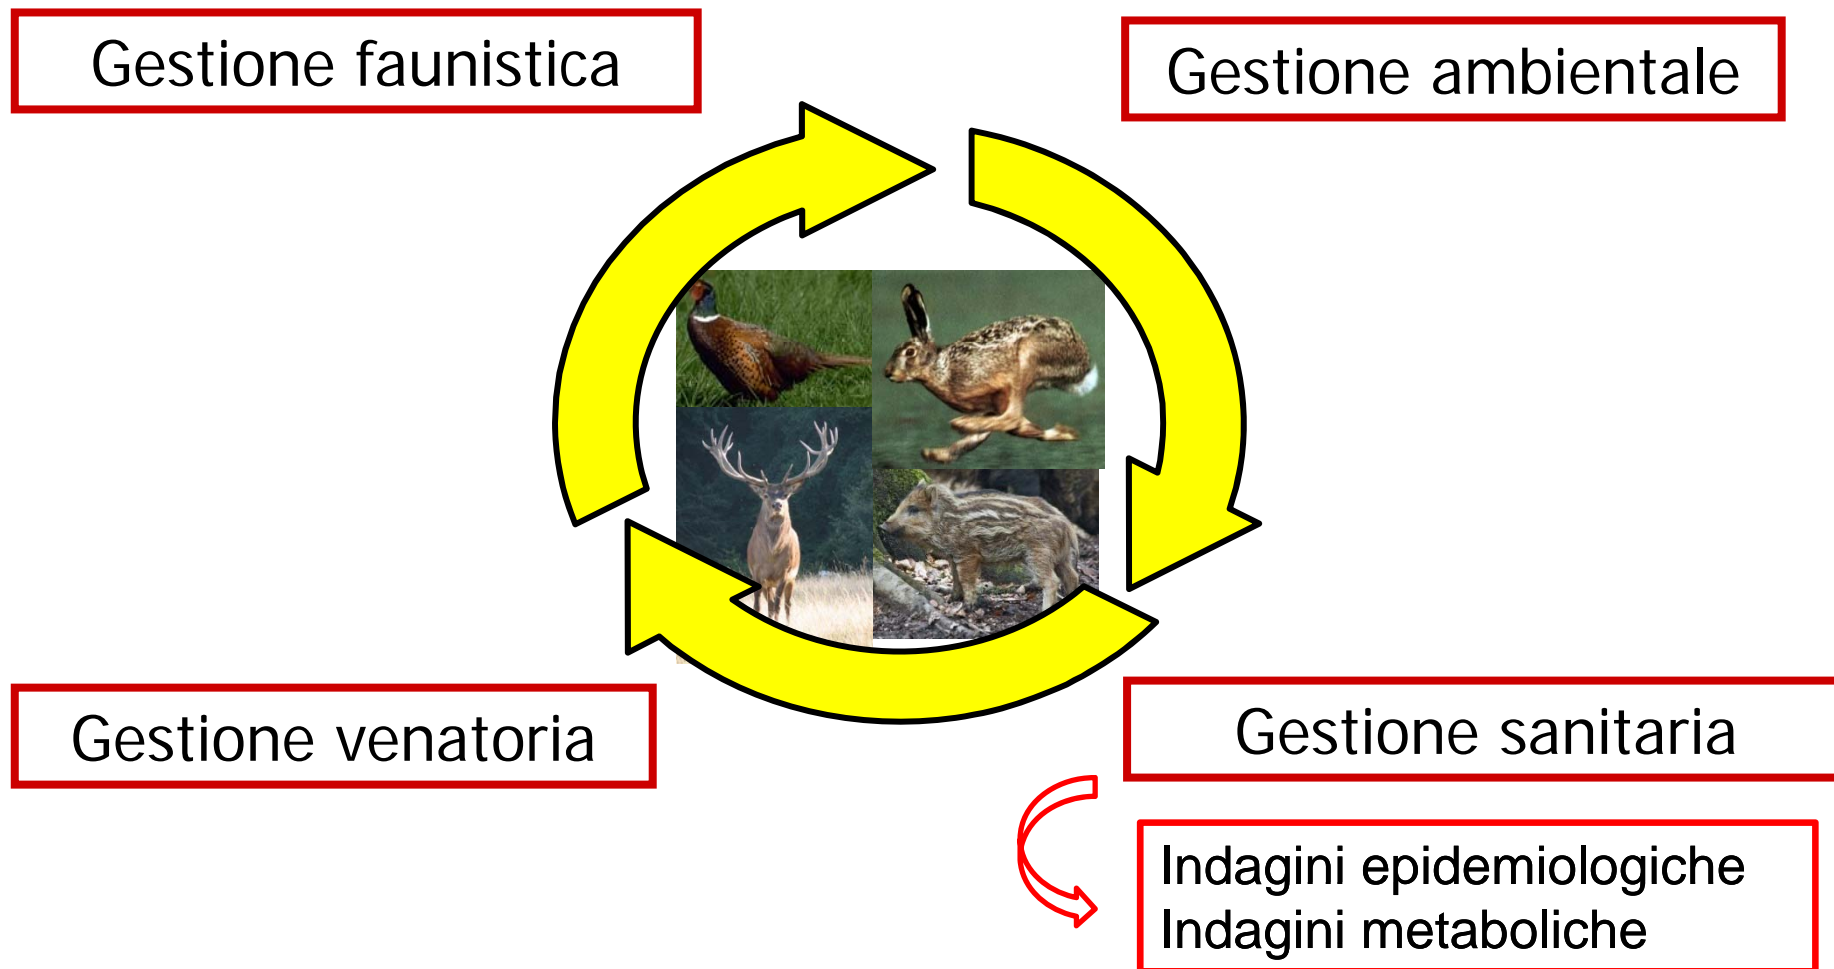 Gestione faunistica
Gestione ambientale
Gestione venatoria
Gestione sanitaria
Indagini epidemiologiche
Indagini metaboliche